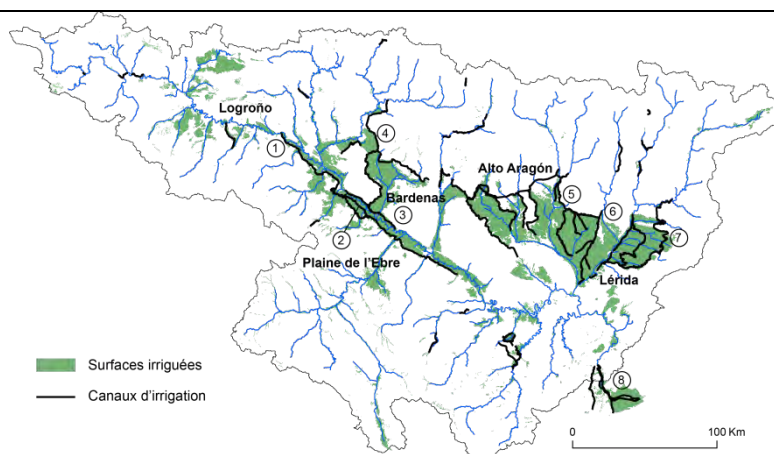 Logroño
1
4
Alto Aragón
5
Bardenas
3
6
7
2
Plaine de l'Ebre
Lérida
Surfaces irriguées
Canaux d'irrigation
8
0
100 Km